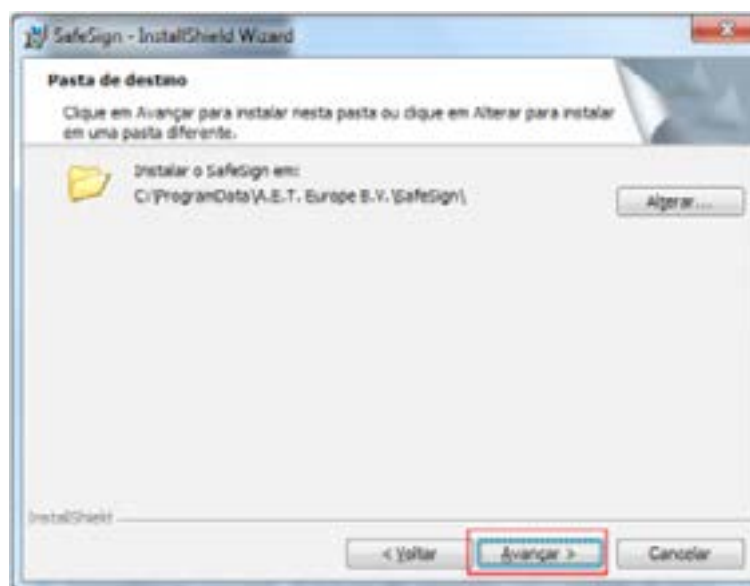 SafeSign - InstallShield Wizard
Pasta de destino
Clique em Avançar para instalar nesta pasta ou clique em Alterar para instalar
em uma pasta diferente.
Instalar o SafeSign em:
C:\ProgramData\A.E.T. Europe B.V.\SafeSign\
Alterar...
InstallShield
< Voltar
Avançar >
Cancelar